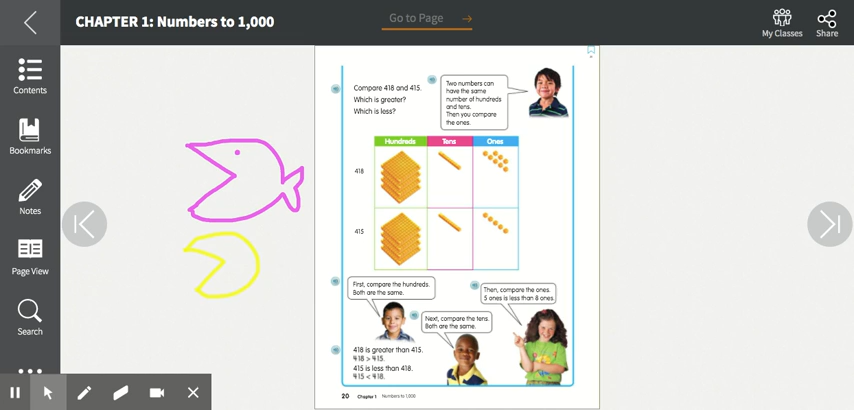 CHAPTER 1: Numbers to 1,000
Go to Page
My Classes
Share
Contents
Bookmarks
Notes
Page View
Search
Compare 418 and 415.
Which is greater?
Which is less?
Two numbers can
have the same
number of hundreds
and tens.
Then you compare
the ones.
Hundreds Tens Ones
418
415
First, compare the hundreds.
Both are the same.
Next, compare the tens.
Both are the same.
Then, compare the ones.
5 ones is less than 8 ones.
418 is greater than 415.
418 > 415.
415 is less than 418.
415 < 418.
20 Chapter 1 Numbers to 1,000